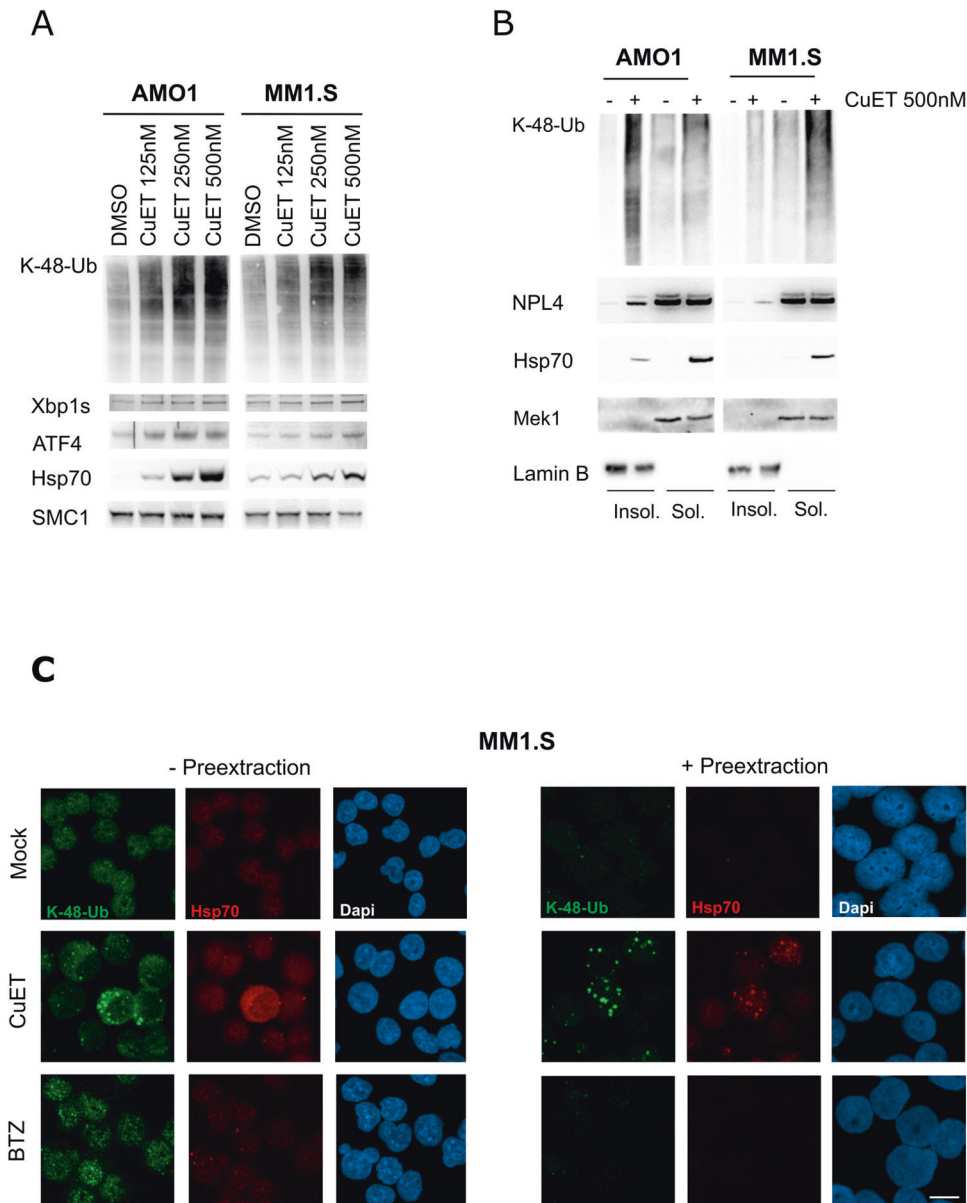 A
AMO1 MM1.S
DMSO CuET 125nM CuET 250nM CuET 500nM DMSO CuET 125nM CuET 250nM CuET 500nM
K-48-Ub
Xbp1s
ATF4
Hsp70
SMC1
B
AMO1 MM1.S
- + - + - + - + CuET 500nM
K-48-Ub
NPL4
Hsp70
Mek1
Lamin B
Insol. Sol. Insol. Sol.
C
MM1.S
- Preextraction + Preextraction
Mock
K-48-Ub Hsp70 Dapi K-48-Ub Hsp70 Dapi
CuET
BTZ